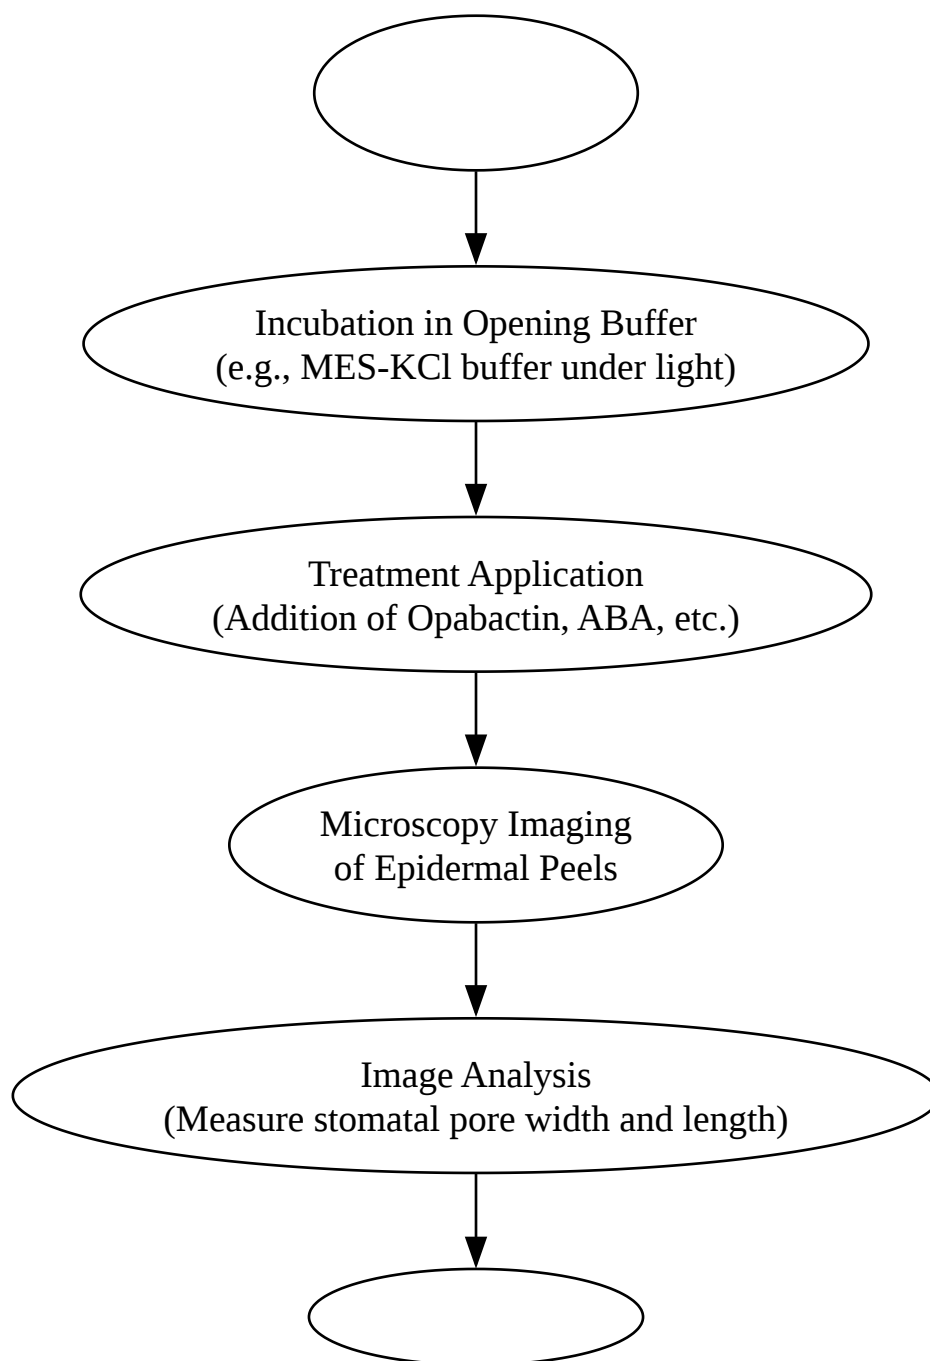 Incubation in Opening Buffer
(e.g., MES-KCl buffer under light)
Treatment Application
(Addition of Opabactin, ABA, etc.)
Microscopy Imaging
of Epidermal Peels
Image Analysis
(Measure stomatal pore width and length)